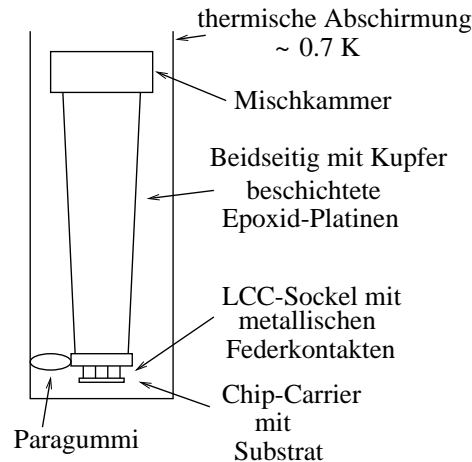 thermische Abschirmung
~ 0.7 K
Mischkammer
Beidseitig mit Kupfer
beschichtete
Epoxid-Platinen
LCC-Sockel mit
metallischen
Federkontakten
Chip-Carrier
mit
Substrat
Paragummi